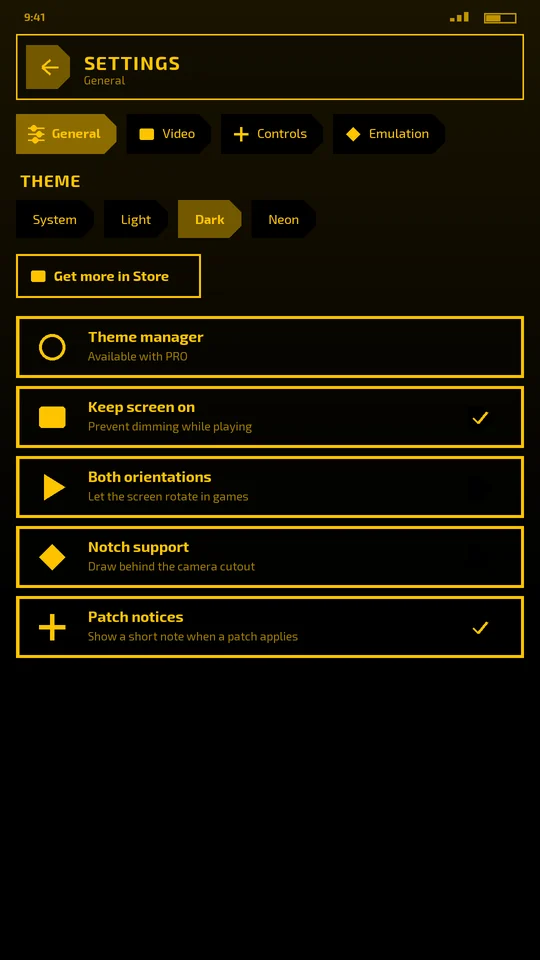 9:41
SETTINGS
General
General
Video
Controls
Emulation
THEME
System
Light
Dark
Neon
Get more in Store
Theme manager
Available with PRO
Keep screen on
Prevent dimming while playing
Both orientations
Let the screen rotate in games
Notch support
Draw behind the camera cutout
Patch notices
Show a short note when a patch applies